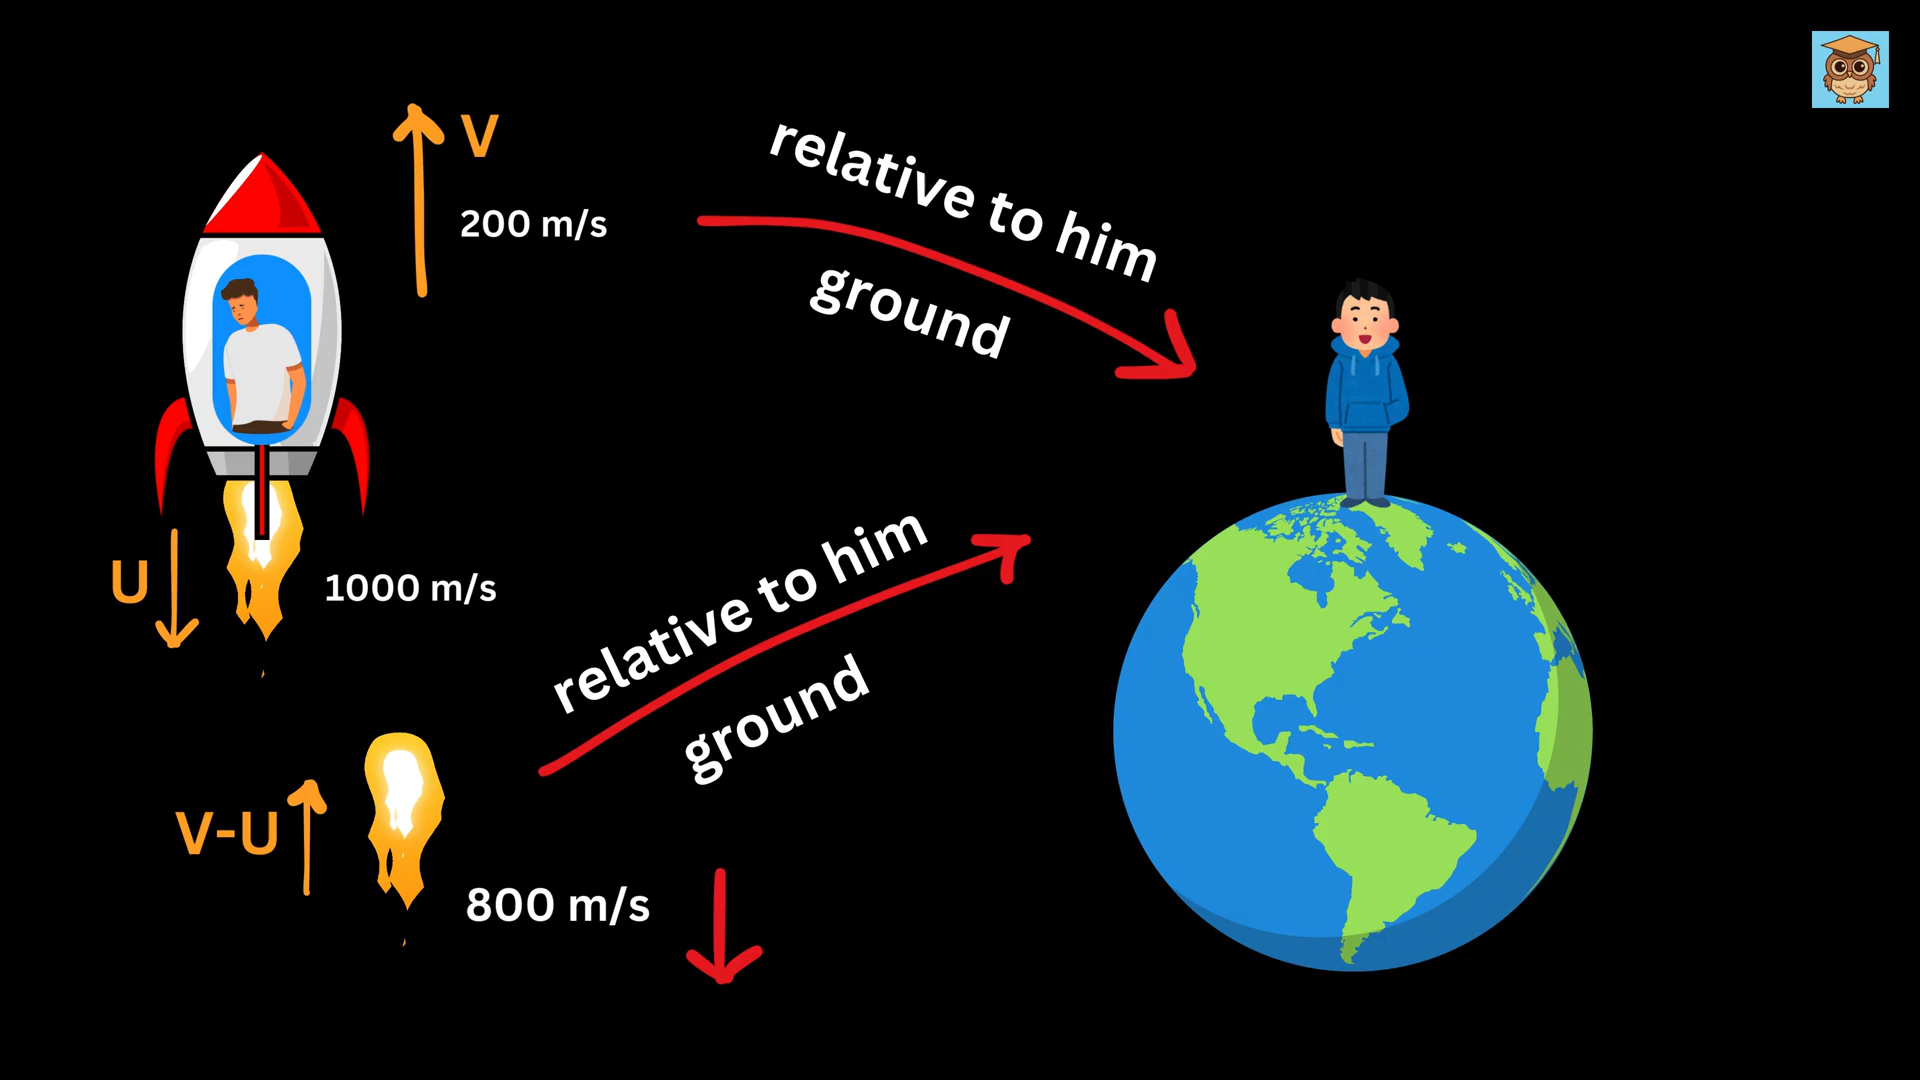 V
200 m/s
relative to him
ground
U
1000 m/s
relative to him
ground
V-U
800 m/s